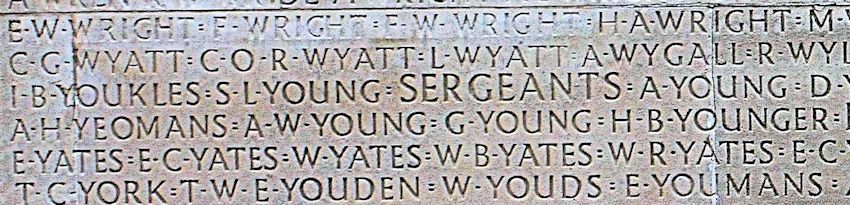 E·W·WRIGHT:F·WRIGHT:F·W·WRIGHT:H·A·WRIGHT:M·
C·G·WYATT:C·O·R·WYATT:L·WYATT:A·WYGALL:R·WYL
I·B·YOUKLES:S·L·YOUNG:SERGEANTS:A·YOUNG:D·Y
A·H·YEOMANS:A·W·YOUNG:G·YOUNG:H·B·YOUNGER:
E·YATES:E·C·YATES:W·YATES:W·B·YATES:W·R·YATES:E·C·Y
T·C·YORK:T·W·E·YOUDEN:W·YOUDS:E·YOUMANS: